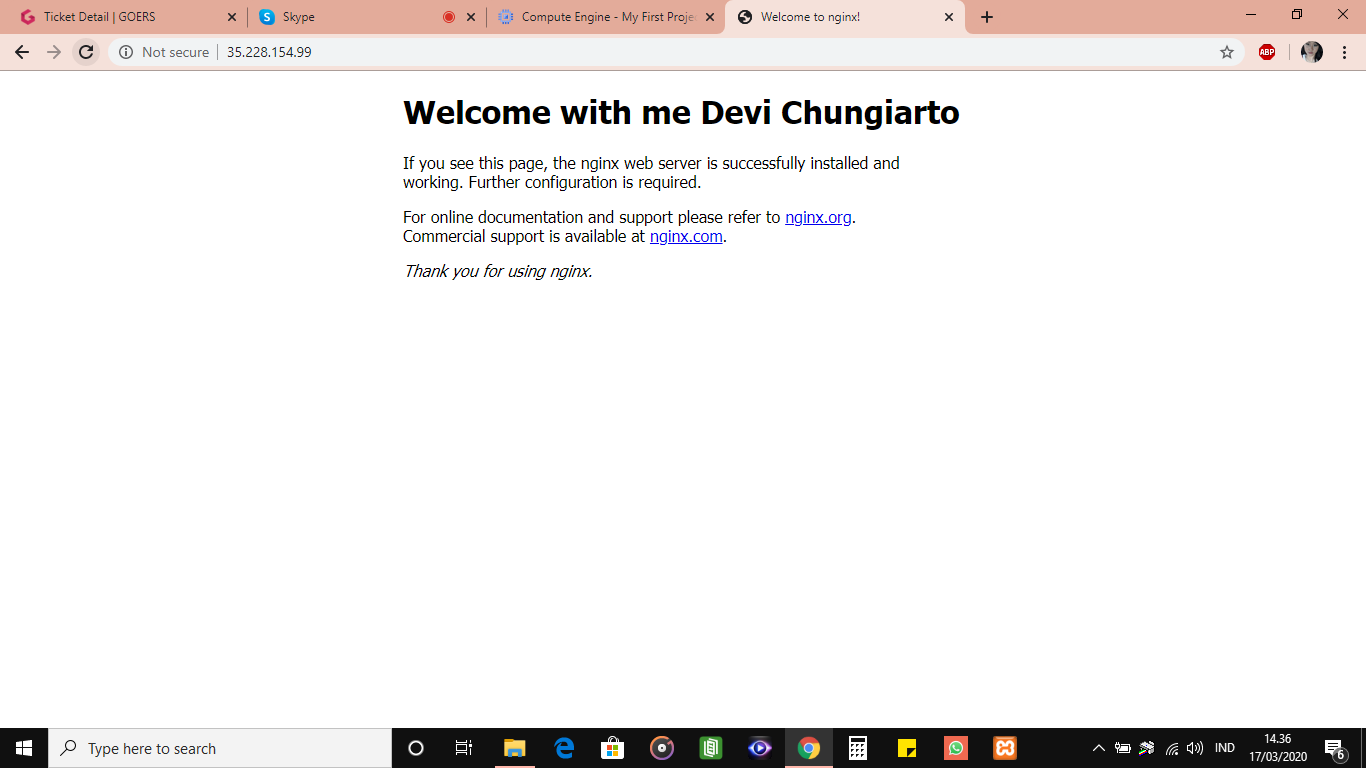 Ticket Detail | GOERS
Skype
Compute Engine - My First Proje
Welcome to nginx!
Not secure
35.228.154.99
ABP
Welcome with me Devi Chungiarto
If you see this page, the nginx web server is successfully installed and
working. Further configuration is required.
For online documentation and support please refer to nginx.org.
Commercial support is available at nginx.com.
Thank you for using nginx.
Type here to search
IND
14.36
17/03/2020
6